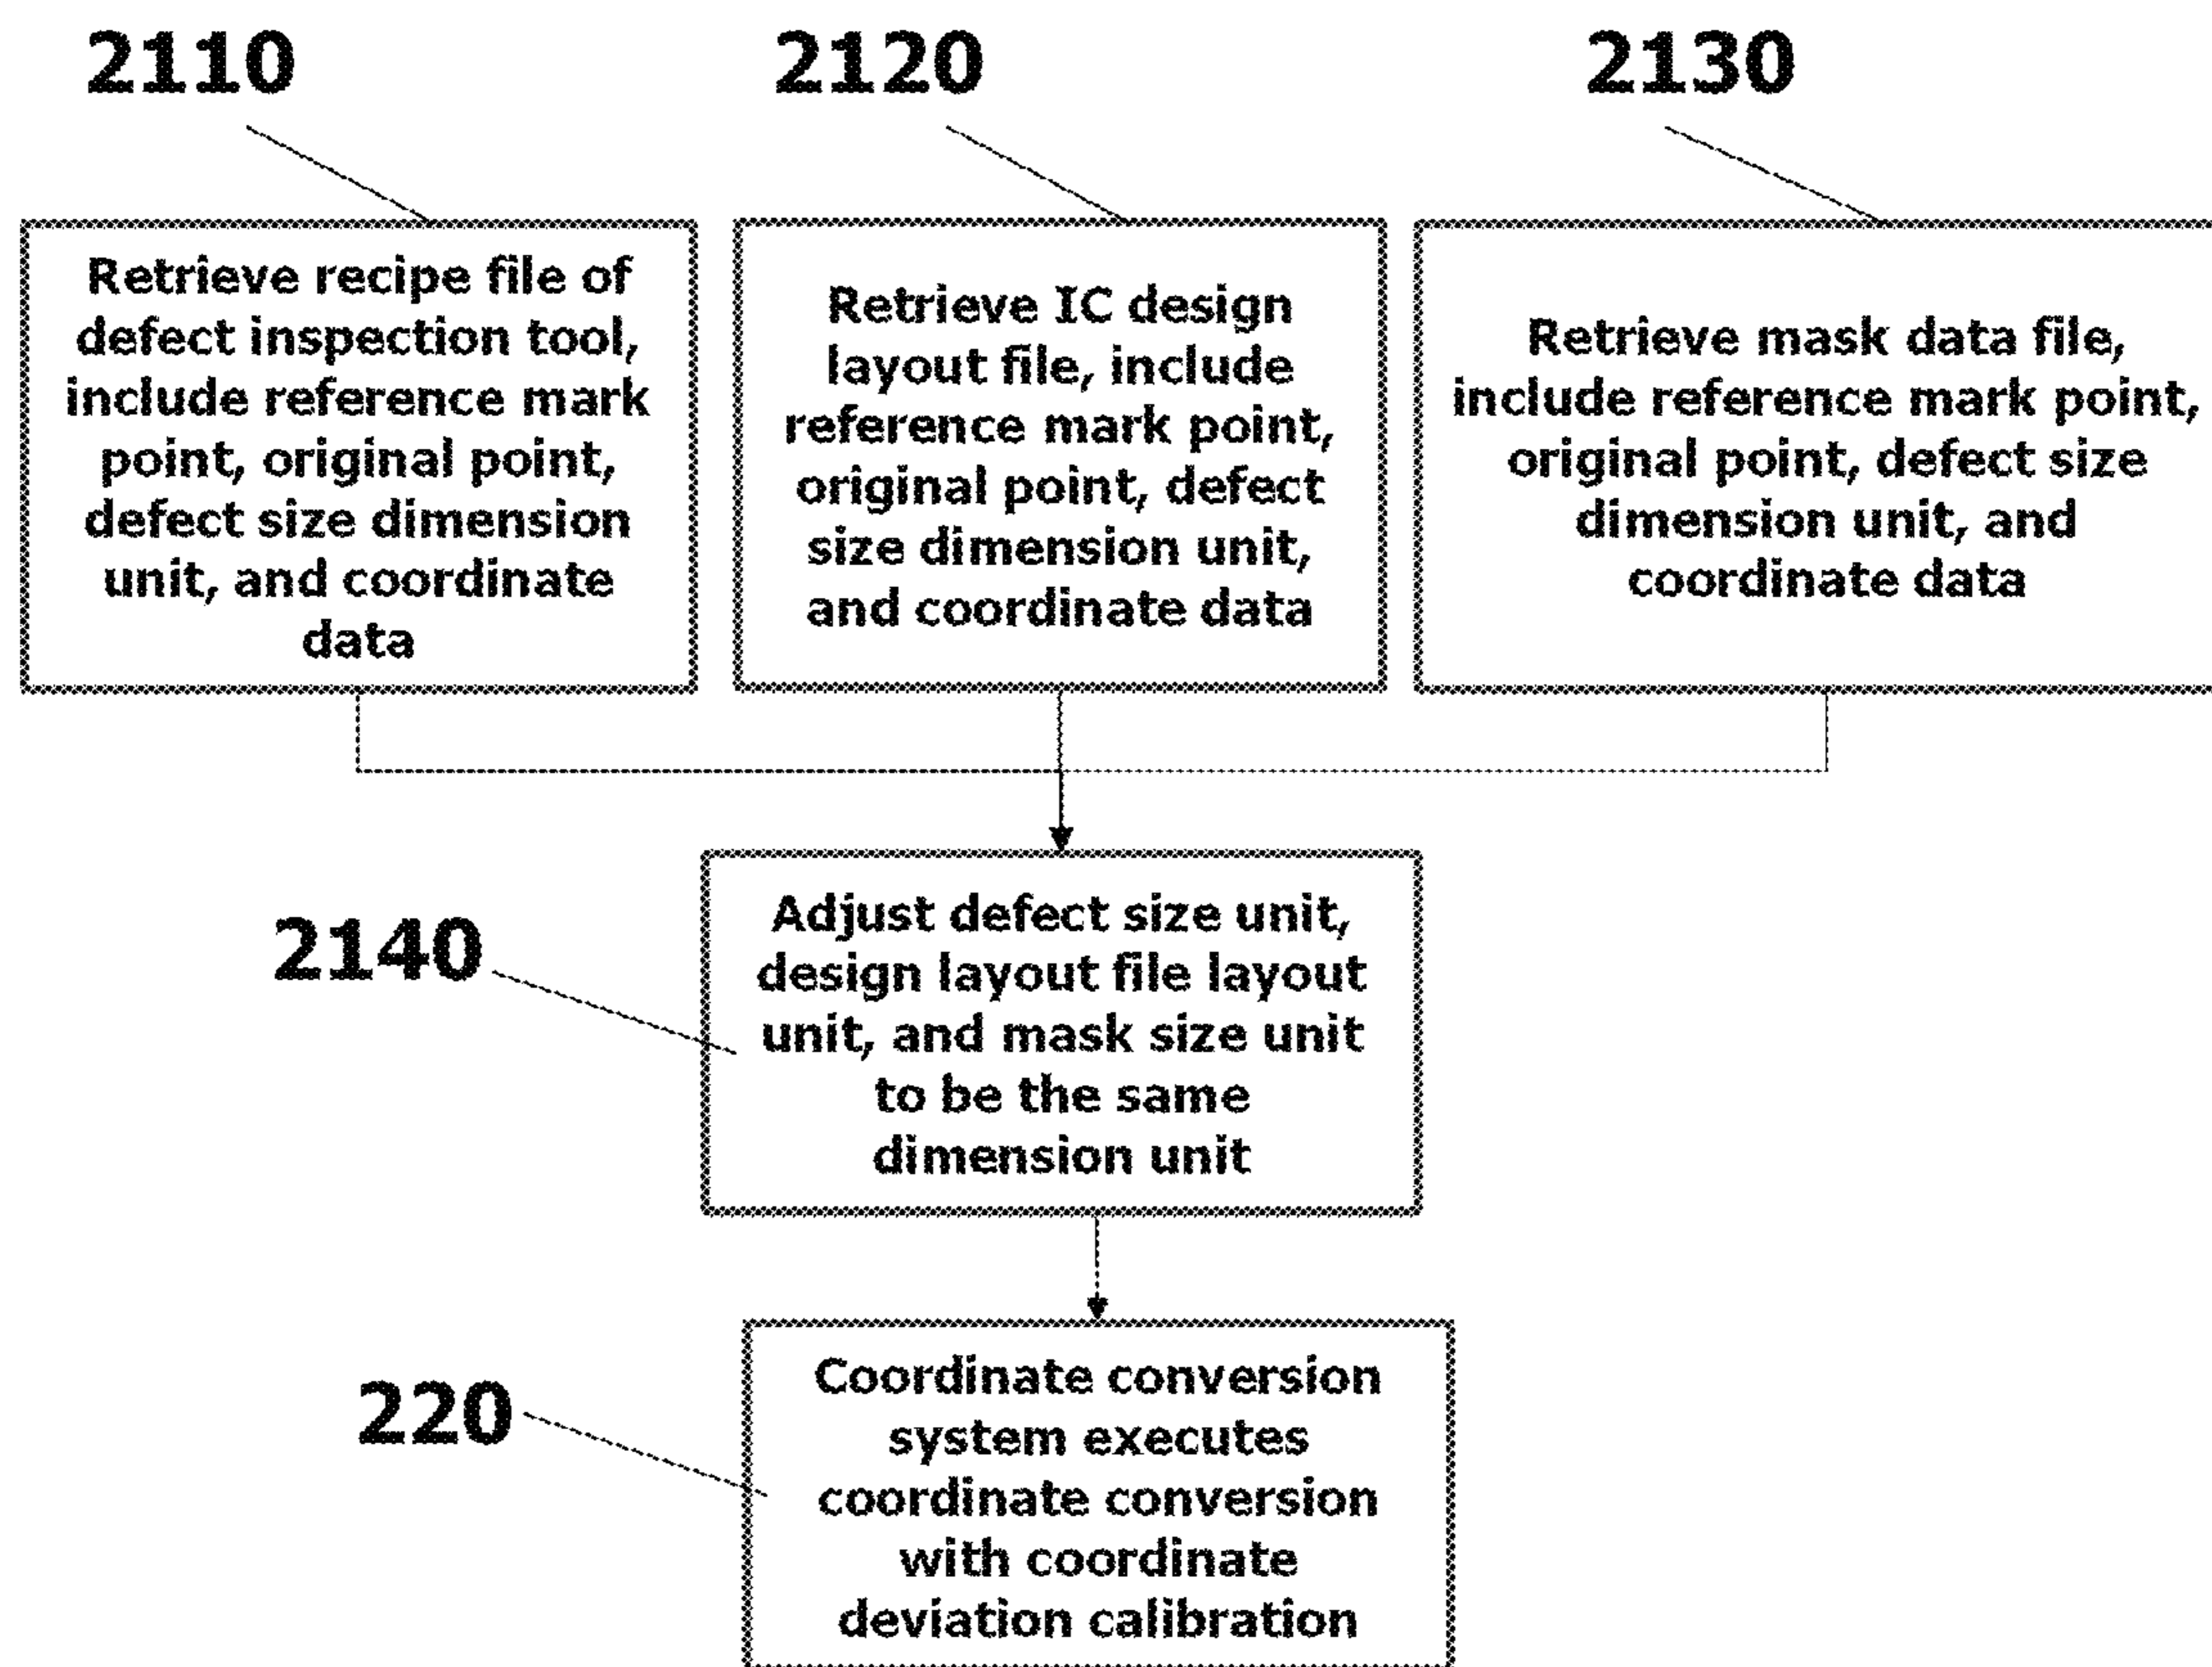 2110
2120
2130
Retrieve recipe file of
defect inspection tool,
include reference mark
point, original point,
defect size dimension
unit, and coordinate
data
Retrieve IC design
layout file, include
reference mark point,
original point, defect
size dimension unit,
and coordinate data
Retrieve mask data file,
include reference mark point,
original point, defect size
dimension unit, and
coordinate data
2140
Adjust defect size unit,
design layout file layout
unit, and mask size unit
to be the same
dimension unit
220
Coordinate conversion
system executes
coordinate conversion
with coordinate
deviation calibration